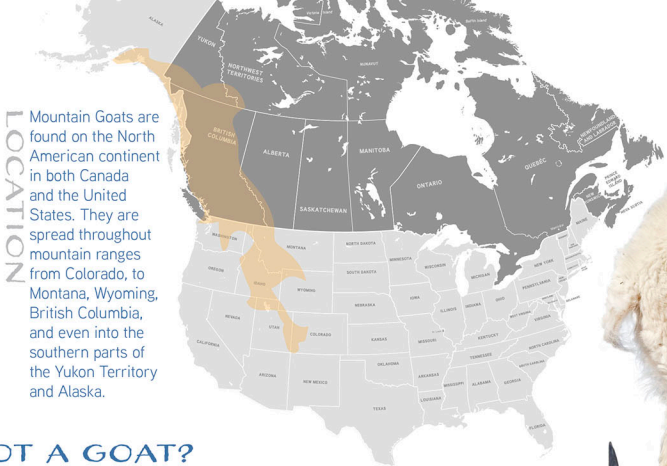 LOCATION
Mountain Goats are
found on the North
American continent
in both Canada
and the United
States. They are
spread throughout
mountain ranges
from Colorado, to
Montana, Wyoming,
British Columbia,
and even into the
southern parts of
the Yukon Territory
and Alaska.
OT A GOAT?
ALASKA
YUKON
NORTHWEST
TERRITORIES
NUNAVUT
BRITISH
COLUMBIA
ALBERTA
SASKATCHEWAN
MANITOBA
ONTARIO
QUEBEC
NEWFOUNDLAND
AND LABRADOR
PRINCE
EDWARD
ISLAND
NOVA SCOTIA
WASHINGTON
OREGON
CALIFORNIA
NEVADA
IDAHO
MONTANA
WYOMING
UTAH
COLORADO
ARIZONA
NEW MEXICO
NORTH DAKOTA
SOUTH DAKOTA
NEBRASKA
KANSAS
OKLAHOMA
TEXAS
MINNESOTA
IOWA
MISSOURI
ARKANSAS
LOUISIANA
WISCONSIN
ILLINOIS
MICHIGAN
INDIANA
OHIO
KENTUCKY
TENNESSEE
MISSISSIPPI
ALABAMA
GEORGIA
FLORIDA
SOUTH CAROLINA
NORTH CAROLINA
VIRGINIA
WEST VIRGINIA
PENNSYLVANIA
NEW YORK
MAINE